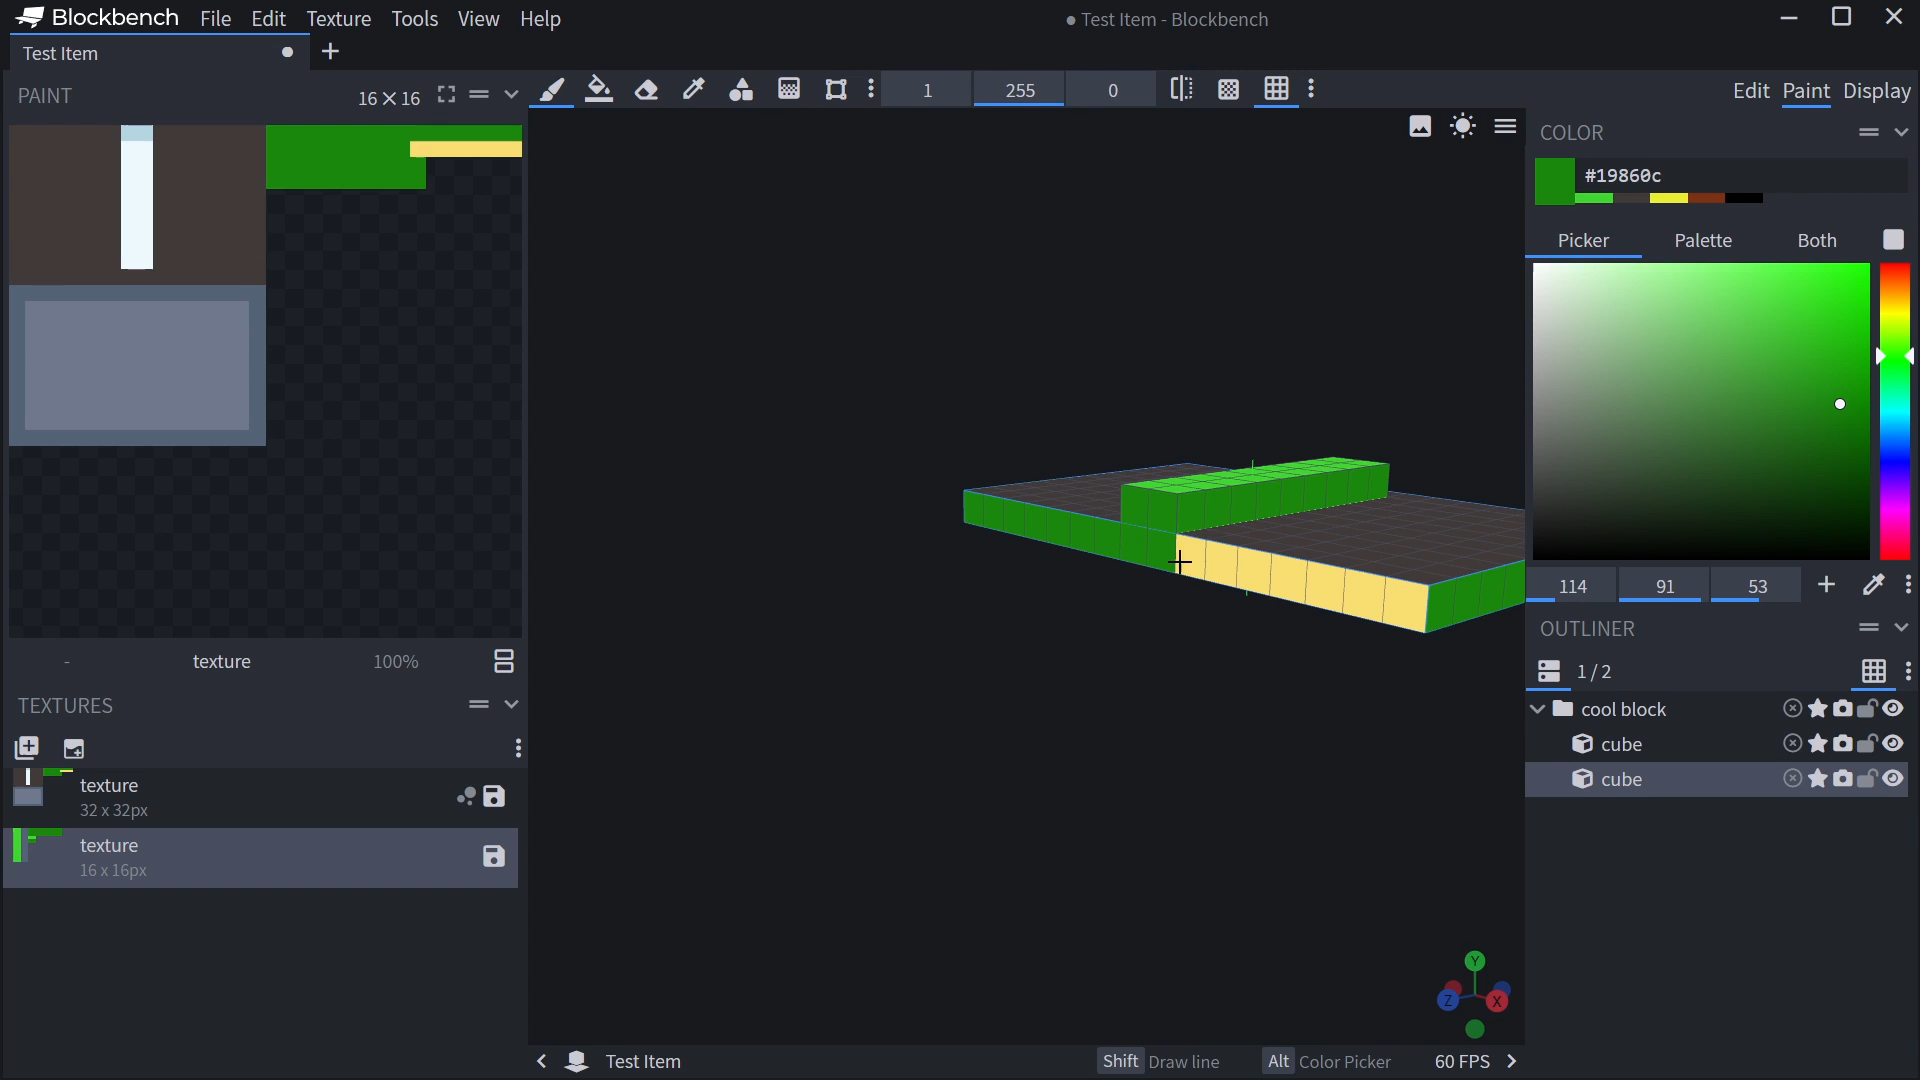 Blockbench File Edit Texture Tools View Help
Test Item - Blockbench
Test Item
PAINT 16 × 16
1 255 0
Edit Paint Display
COLOR
#19860c
Picker Palette Both
114 91 53
OUTLINER
1 / 2
cool block
cube
cube
- texture 100%
TEXTURES
texture
32 x 32px
texture
16 x 16px
Y
Z X
Test Item Shift Draw line Alt Color Picker 60 FPS